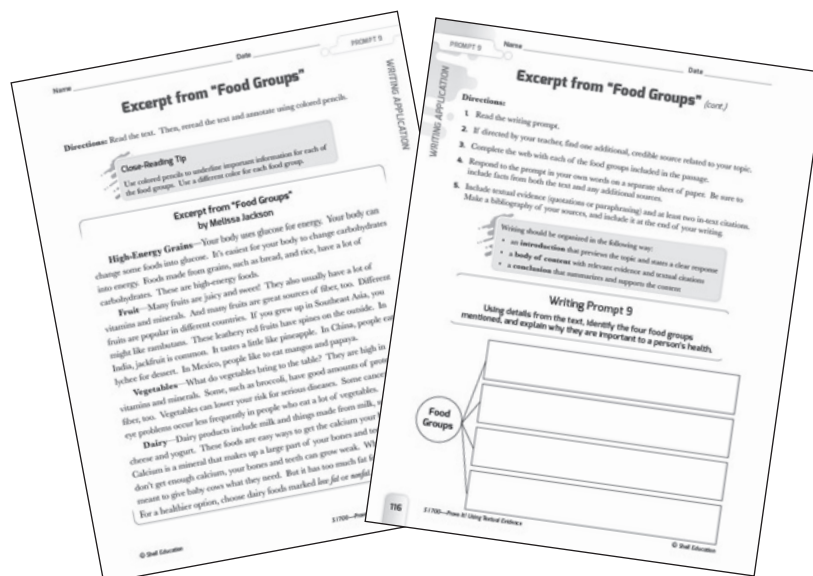 Name Date
PROMPT 9
WRITING APPLICATION
Excerpt from "Food Groups"
Directions: Read the text. Then, reread the text and annotate using colored pencils.
Close-Reading Tip
Use colored pencils to underline important information for each of
the food groups. Use a different color for each food group.
Excerpt from "Food Groups"
by Melissa Jackson
High-Energy Grains—Your body uses glucose for energy. Your body can
change some foods into glucose. It's easiest for your body to change carbohydrates
into energy. Foods made from grains, such as bread, and rice, have a lot of
carbohydrates. These are high-energy foods.
Fruit—Many fruits are juicy and sweet! They also usually have a lot of
vitamins and minerals. And many fruits are great sources of fiber, too. Different
fruits are popular in different countries. If you grew up in Southeast Asia, you
might like rambutans. These leathery red fruits have spines on the outside. In
India, jackfruit is common. It tastes a little like pineapple. In China, people eat
lychee for dessert. In Mexico, people like to eat mangos and papaya.
Vegetables—What do vegetables bring to the table? They are high in
vitamins and minerals. Some, such as broccoli, have good amounts of
fiber, too. Vegetables can lower your risk for serious diseases. Some
eye problems occur less frequently in people who eat a lot of vegetables.
Dairy—Dairy products include milk and things made from milk,
cheese and yogurt. These foods are easy ways to get the calcium your
Calcium is a mineral that makes up a large part of your bones and
don't get enough calcium, your bones and teeth can grow weak.
meant to give baby cows what they need. But it has too much fat
For a healthier option, choose dairy foods marked low fat or nonfat.
© Shell Education
PROMPT 9
Name Date
WRITING APPLICATION
Excerpt from "Food Groups" (cont.)
Directions:
1. Read the writing prompt.
2. If directed by your teacher, find one additional, credible source related to your topic.
3. Complete the web with each of the food groups included in the passage.
4. Respond to the prompt in your own words on a separate sheet of paper. Be sure to
include facts from both the text and any additional sources.
5. Include textual evidence (quotations or paraphrasing) and at least two in-text citations.
Make a bibliography of your sources, and include it at the end of your writing.
Writing should be organized in the following way:
• an introduction that previews the topic and states a clear response
• a body of content with relevant evidence and textual citations
• a conclusion that summarizes and supports the content
Writing Prompt 9
Using details from the text, identify the four food groups
mentioned, and explain why they are important to a person's health.
Food
Groups
116
51700—Prove It! Using Textual Evidence
© Shell Education